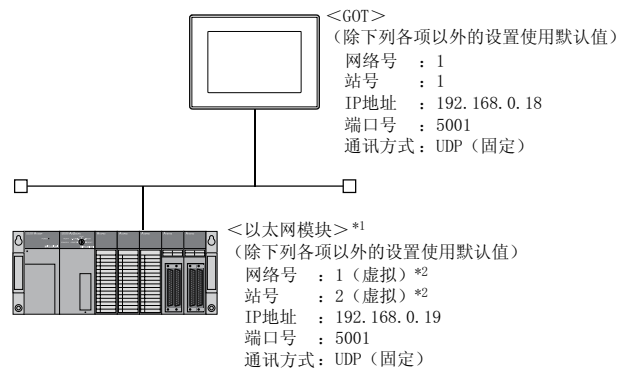 <GOT>
（除下列各项以外的设置使用默认值）
网络号 ：1
站号 ：1
IP地址 ：192.168.0.18
端口号 ：5001
通讯方式：UDP（固定）
<以太网模块>*1
（除下列各项以外的设置使用默认值）
网络号 ：1（虚拟）*2
站号 ：2（虚拟）*2
IP地址 ：192.168.0.19
端口号 ：5001
通讯方式：UDP（固定）